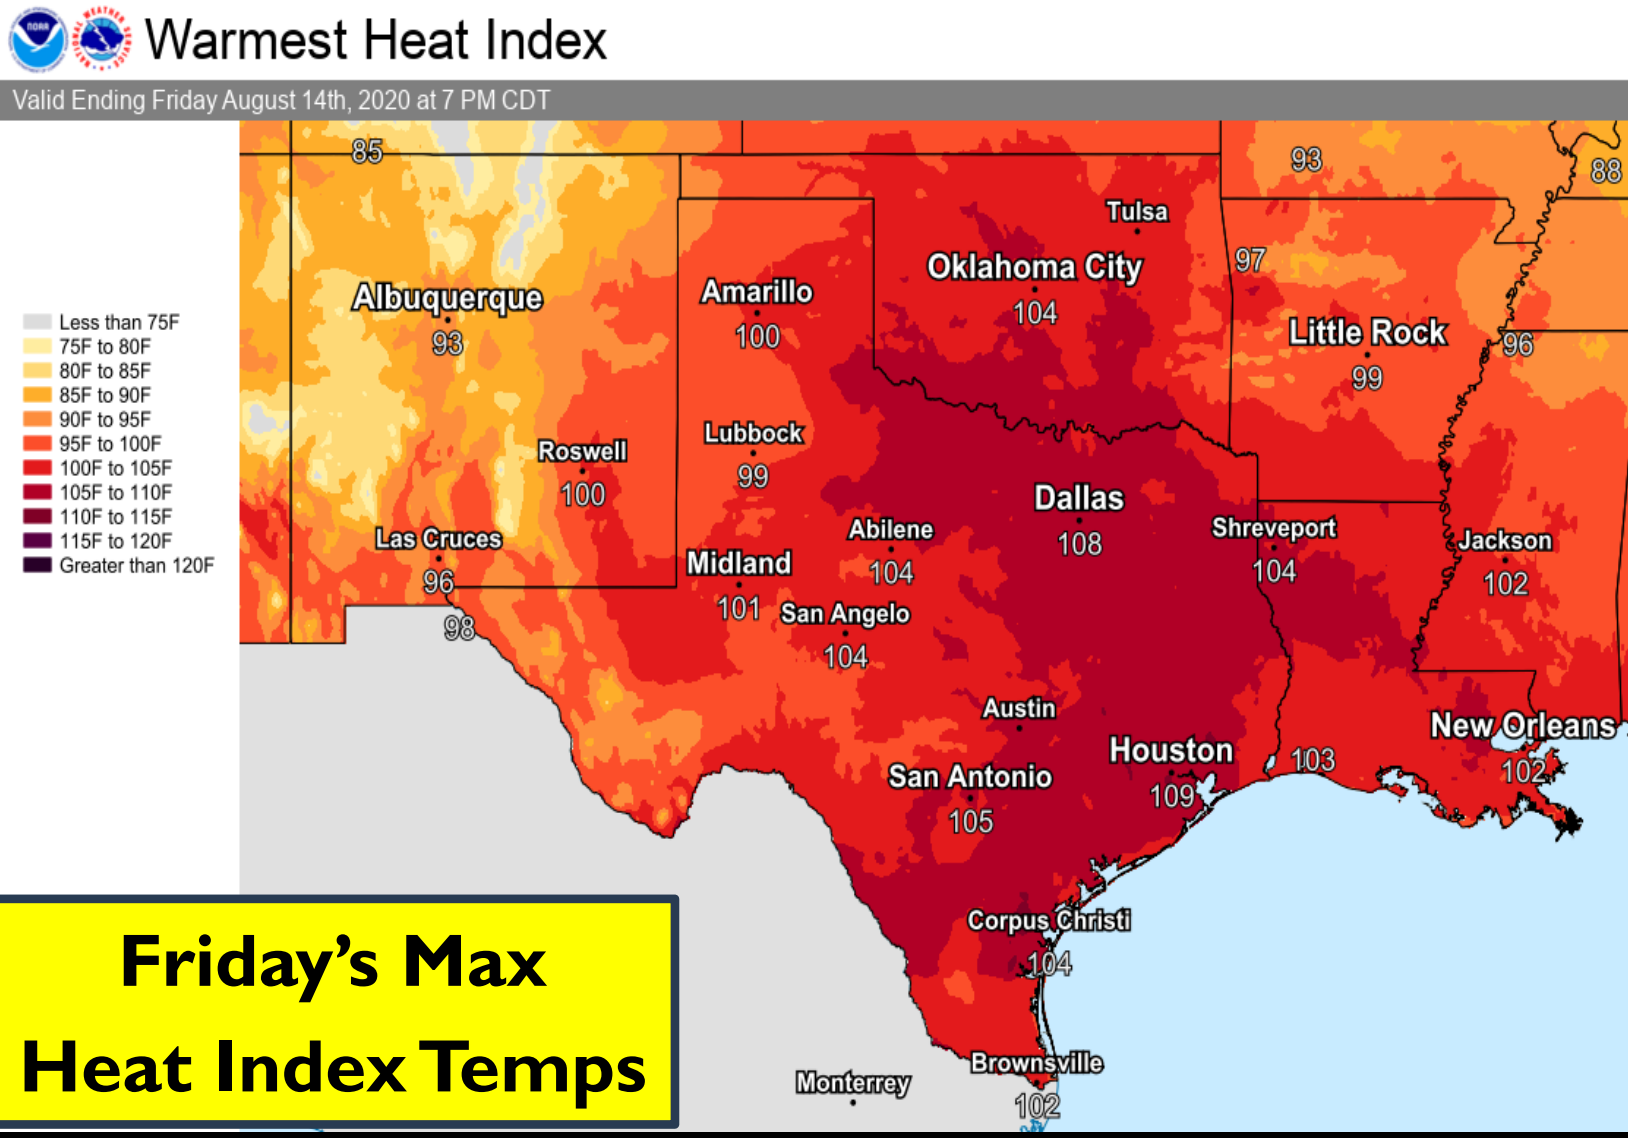 NOAA
NATIONAL WEATHER SERVICE
Warmest Heat Index
Valid Ending Friday August 14th, 2020 at 7 PM CDT
Less than 75F
75F to 80F
80F to 85F
85F to 90F
90F to 95F
95F to 100F
100F to 105F
105F to 110F
110F to 115F
115F to 120F
Greater than 120F
85
93
88
Tulsa
Oklahoma City
104
97
Albuquerque
93
Amarillo
100
Little Rock
99
96
Lubbock
99
Roswell
100
Dallas
108
Abilene
104
Shreveport
104
Jackson
102
Las Cruces
96
98
Midland
101
San Angelo
104
Austin
Houston
109
New Orleans
102
103
San Antonio
105
Corpus Christi
104
Brownsville
102
Monterrey
Friday’s Max
Heat Index Temps